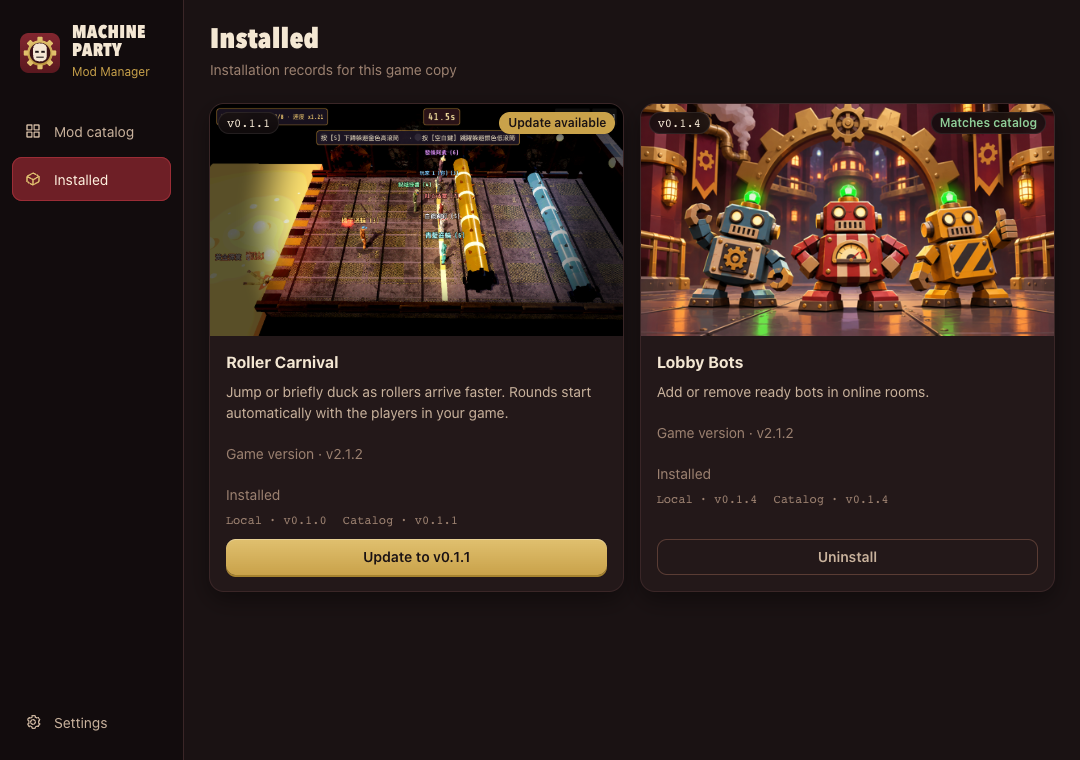 MACHINE
PARTY
Mod Manager
Mod catalog
Installed
Settings
Installed
Installation records for this game copy
v0.1.1
速度 x1.21
41.5s
Update available
Roller Carnival
Jump or briefly duck as rollers arrive faster. Rounds start
automatically with the players in your game.
Game version · v2.1.2
Installed
Local · v0.1.0 Catalog · v0.1.1
Update to v0.1.1
v0.1.4
Matches catalog
Lobby Bots
Add or remove ready bots in online rooms.
Game version · v2.1.2
Installed
Local · v0.1.4 Catalog · v0.1.4
Uninstall